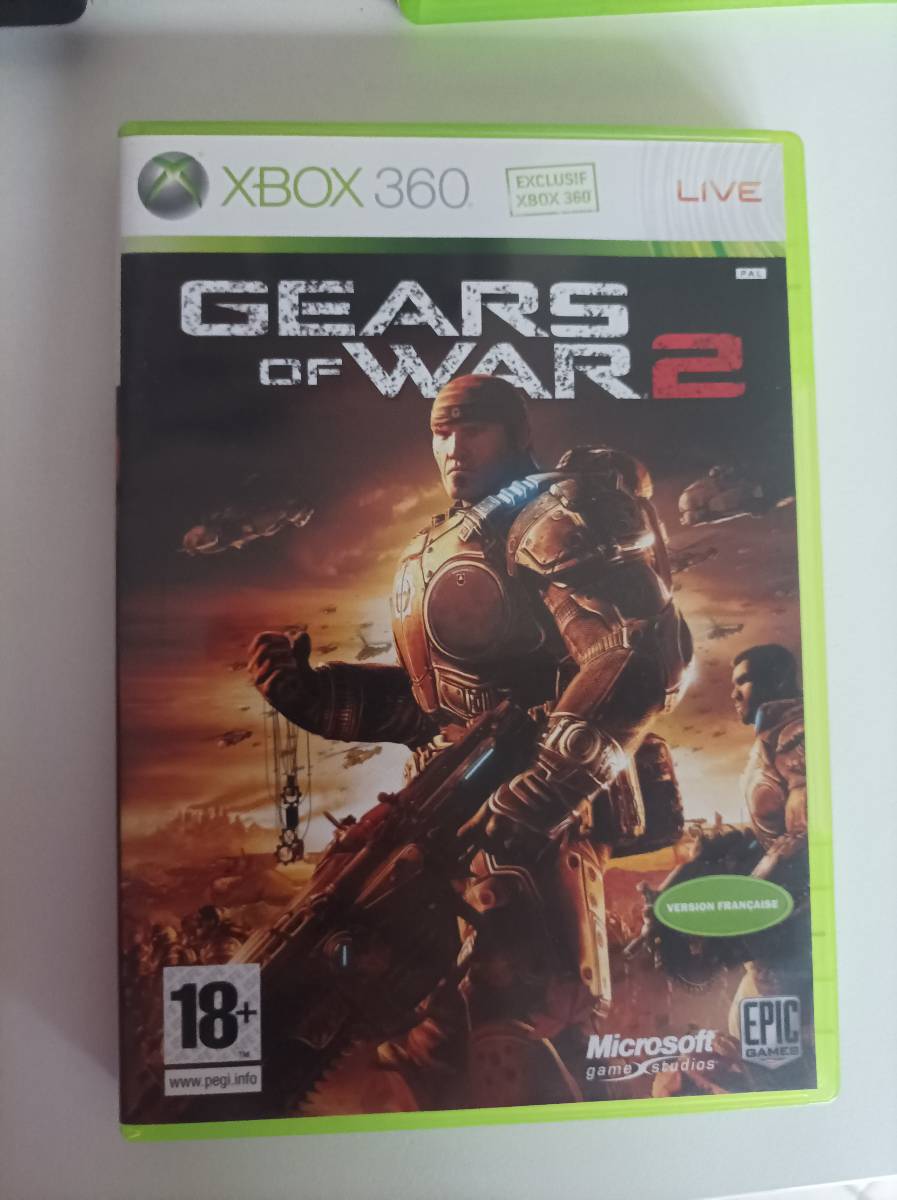 XBOX 360
EXCLUSIF
XBOX 360
LIVE
PAL
GEARS
OF WAR 2
VERSION FRANÇAISE
18+
TM
www.pegi.info
Microsoft
game studios
EPIC
GAMES